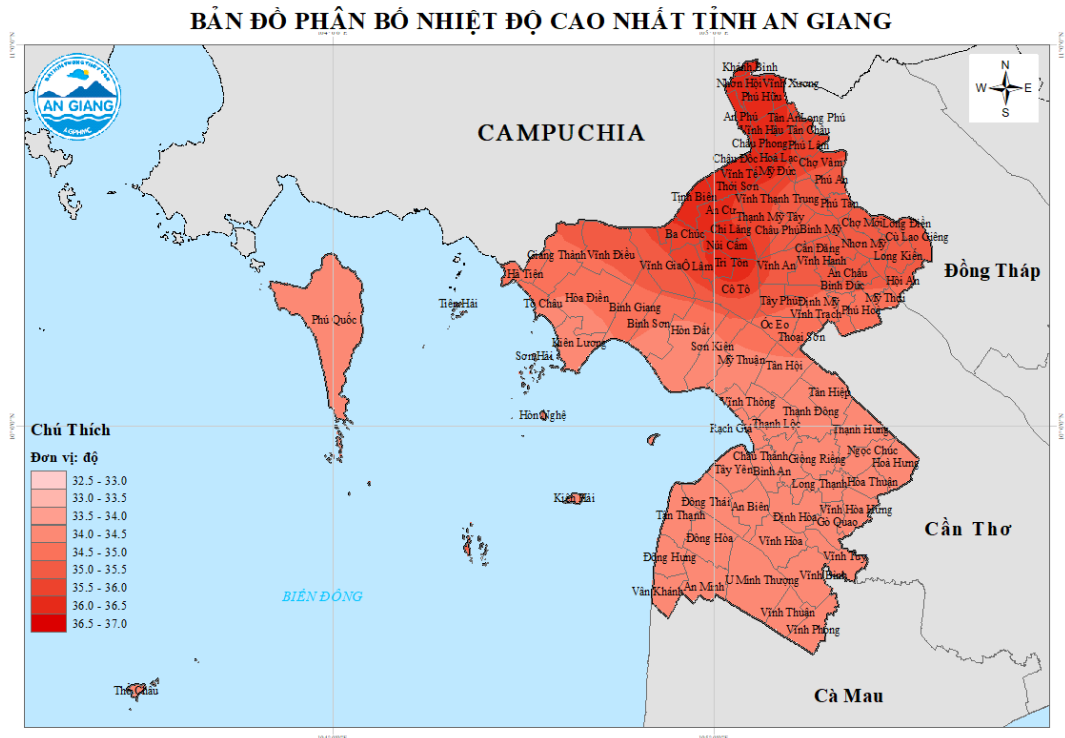 BẢN ĐỒ PHÂN BỐ NHIỆT ĐỘ CAO NHẤT TỈNH AN GIANG
AN GIANG
N
W E
S
CAMPUCHIA
Khánh Bình
Nhơn Hội Vĩnh Xương
Phú Hữu
An Phú Tân An Long Phú
Vĩnh Hậu Tân Châu
Châu Phong Phú Lâm
Châu Đốc Hoà Lạc Chợ Vàm
Vĩnh Tế Mỹ Đức
Thới Sơn Phú An
Tịnh Biên Vĩnh Thạnh Trung Phú Tân
An Cư Thạnh Mỹ Tây Chợ Mới Long Điền
Ba Chúc Chi Lăng Châu Phú Bình Mỹ Cù Lao Giêng
Núi Cấm Cần Đăng Nhơn Mỹ
Giang Thành Vĩnh Điều Vĩnh Gia Ô Lâm Tri Tôn Vĩnh An Vĩnh Hanh Long Kiến
Hà Tiên An Châu Hội An
Cô Tô Bình Đức
Đồng Tháp
Tiên Hải Tô Châu Hòa Điền Bình Giang Tây Phú Định Mỹ Mỹ Thới
Vĩnh Trạch Phú Hoà
Phú Quốc Bình Sơn Hòn Đất Óc Eo
Thoại Sơn
Kiên Lương Sơn Kiên
Sơn Hải Mỹ Thuận Tân Hội
Tân Hiệp
Vĩnh Thông
Hòn Nghệ Thạnh Đông
Rạch Giá Thạnh Lộc Thạnh Hưng
Ngọc Chúc
Châu Thành Giồng Riềng Hoà Hưng
Tây Yên Bình An
Long Thạnh Hòa Thuận
Kiên Hải Đông Thái An Biên Vĩnh Hòa Hưng
Tân Thạnh Định Hòa Gò Quao
Cần Thơ
Đông Hòa Vĩnh Hòa
Đông Hưng Vĩnh Tuy
Vân Khánh An Minh U Minh Thượng Vĩnh Bình
Vĩnh Thuận
Vĩnh Phong
Thổ Châu
Cà Mau
BIỂN ĐÔNG
Chú Thích
Đơn vị: độ
32.5 - 33.0
33.0 - 33.5
33.5 - 34.0
34.0 - 34.5
34.5 - 35.0
35.0 - 35.5
35.5 - 36.0
36.0 - 36.5
36.5 - 37.0